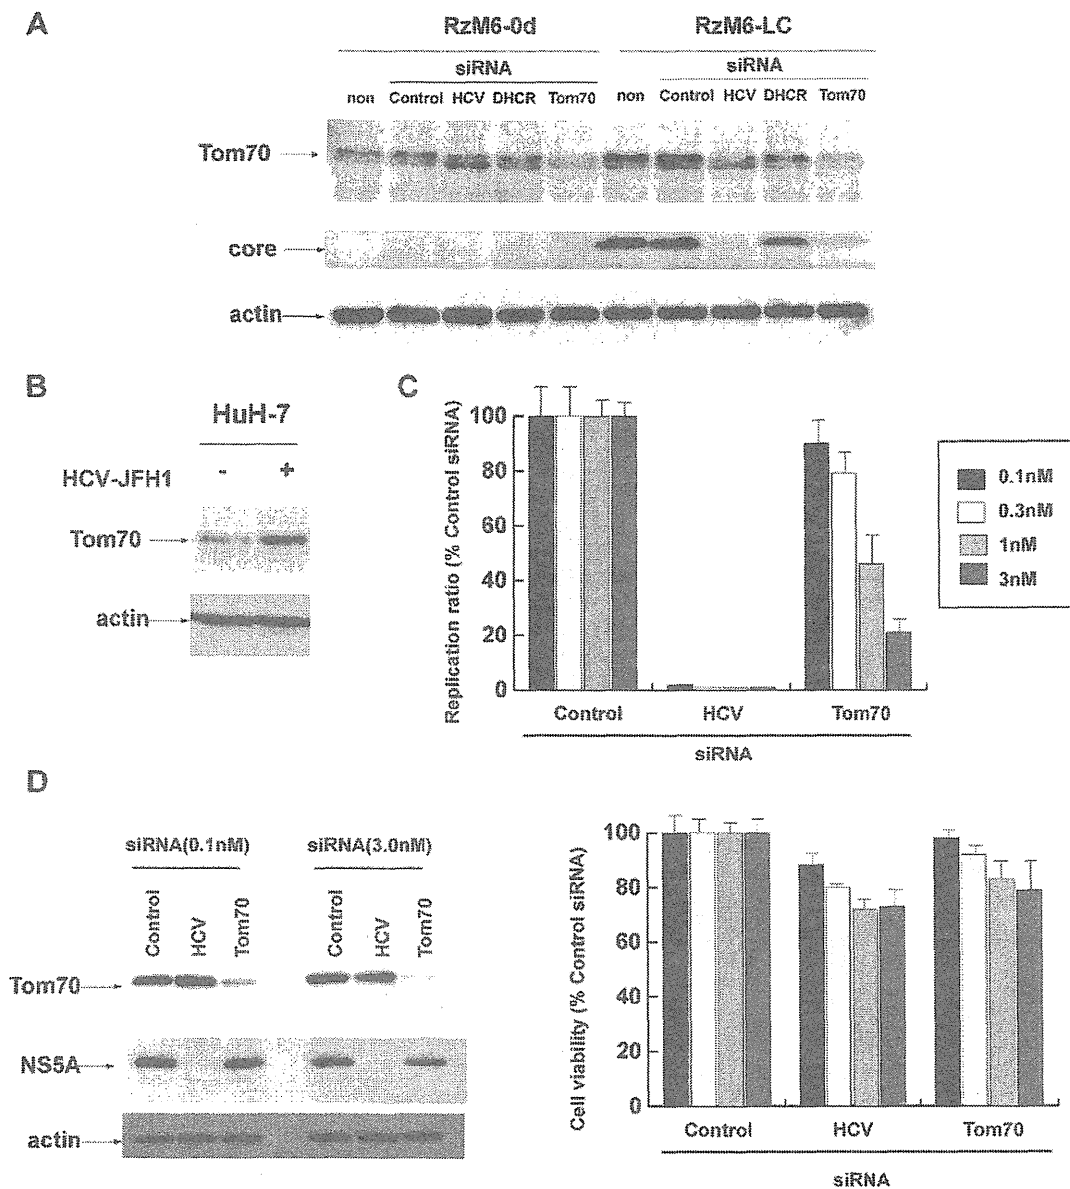 A
RzM6-0d RzM6-LC
siRNA siRNA
non Control HCV DHCR Tom70 non Control HCV DHCR Tom70
Tom70
core
actin
B
HuH-7
HCV-JFH1 - +
Tom70
actin
C
Replication ratio (% Control siRNA)
100
80
60
40
20
0
Control HCV Tom70
siRNA
0.1nM
0.3nM
1nM
3nM
D
siRNA(0.1nM) siRNA(3.0nM)
Control HCV Tom70 Control HCV Tom70
Tom70
NS5A
actin
Cell viability (% Control siRNA)
100
80
60
40
20
0
Control HCV Tom70
siRNA